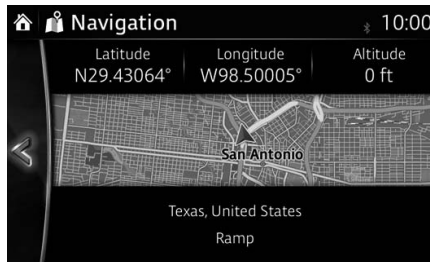 Navigation 10:00
Latitude Longitude Altitude
N29.43064° W98.50005° 0 ft
San Antonio
Texas, United States
Ramp